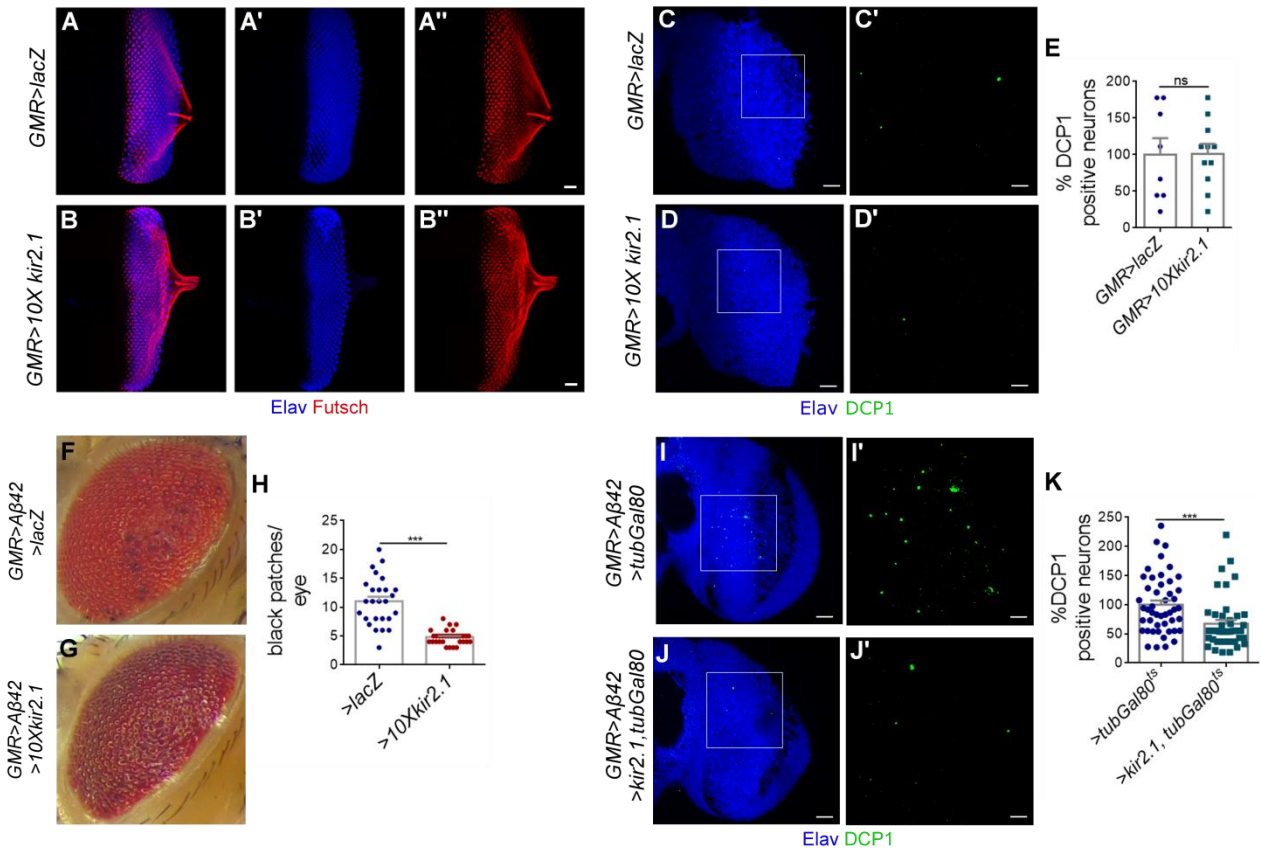 A
A'
A"
GMR>lacZ
B
B'
B"
GMR>10X kir2.1
Elav Futsch
C
C'
GMR>lacZ
D
D'
GMR>10X kir2.1
Elav DCP1
E
% DCP1
positive neurons
200
150
100
50
0
ns
GMR>lacZ
GMR>10Xkir2.1
F
GMR>Aβ42
>lacZ
G
GMR>Aβ42
>10Xkir2.1
H
black patches/
eye
25
20
15
10
5
0
***
>lacZ
>10Xkir2.1
I
I'
GMR>Aβ42
>tubGal80
J
J'
GMR>Aβ42
>kir2.1,tubGal80
Elav DCP1
K
%DCP1
positive neurons
250
200
150
100
50
0
***
>tubGal80ts
>kir2.1, tubGal80ts